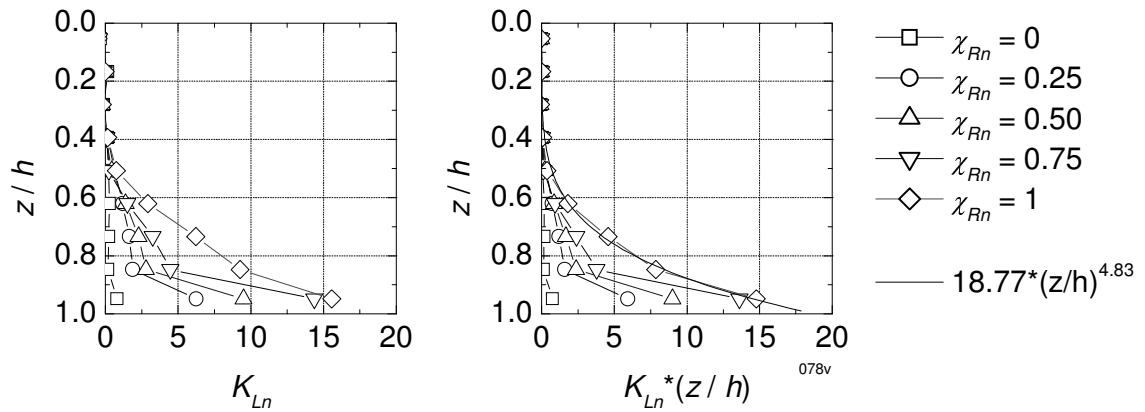 0.0
0.2
0.4
0.6
0.8
1.0
z / h
0 5 10 15 20
K_Ln
0.0
0.2
0.4
0.6
0.8
1.0
z / h
0 5 10 15 20
K_Ln*(z / h)
078v
χ_Rn = 0
χ_Rn = 0.25
χ_Rn = 0.50
χ_Rn = 0.75
χ_Rn = 1
18.77*(z/h)^4.83